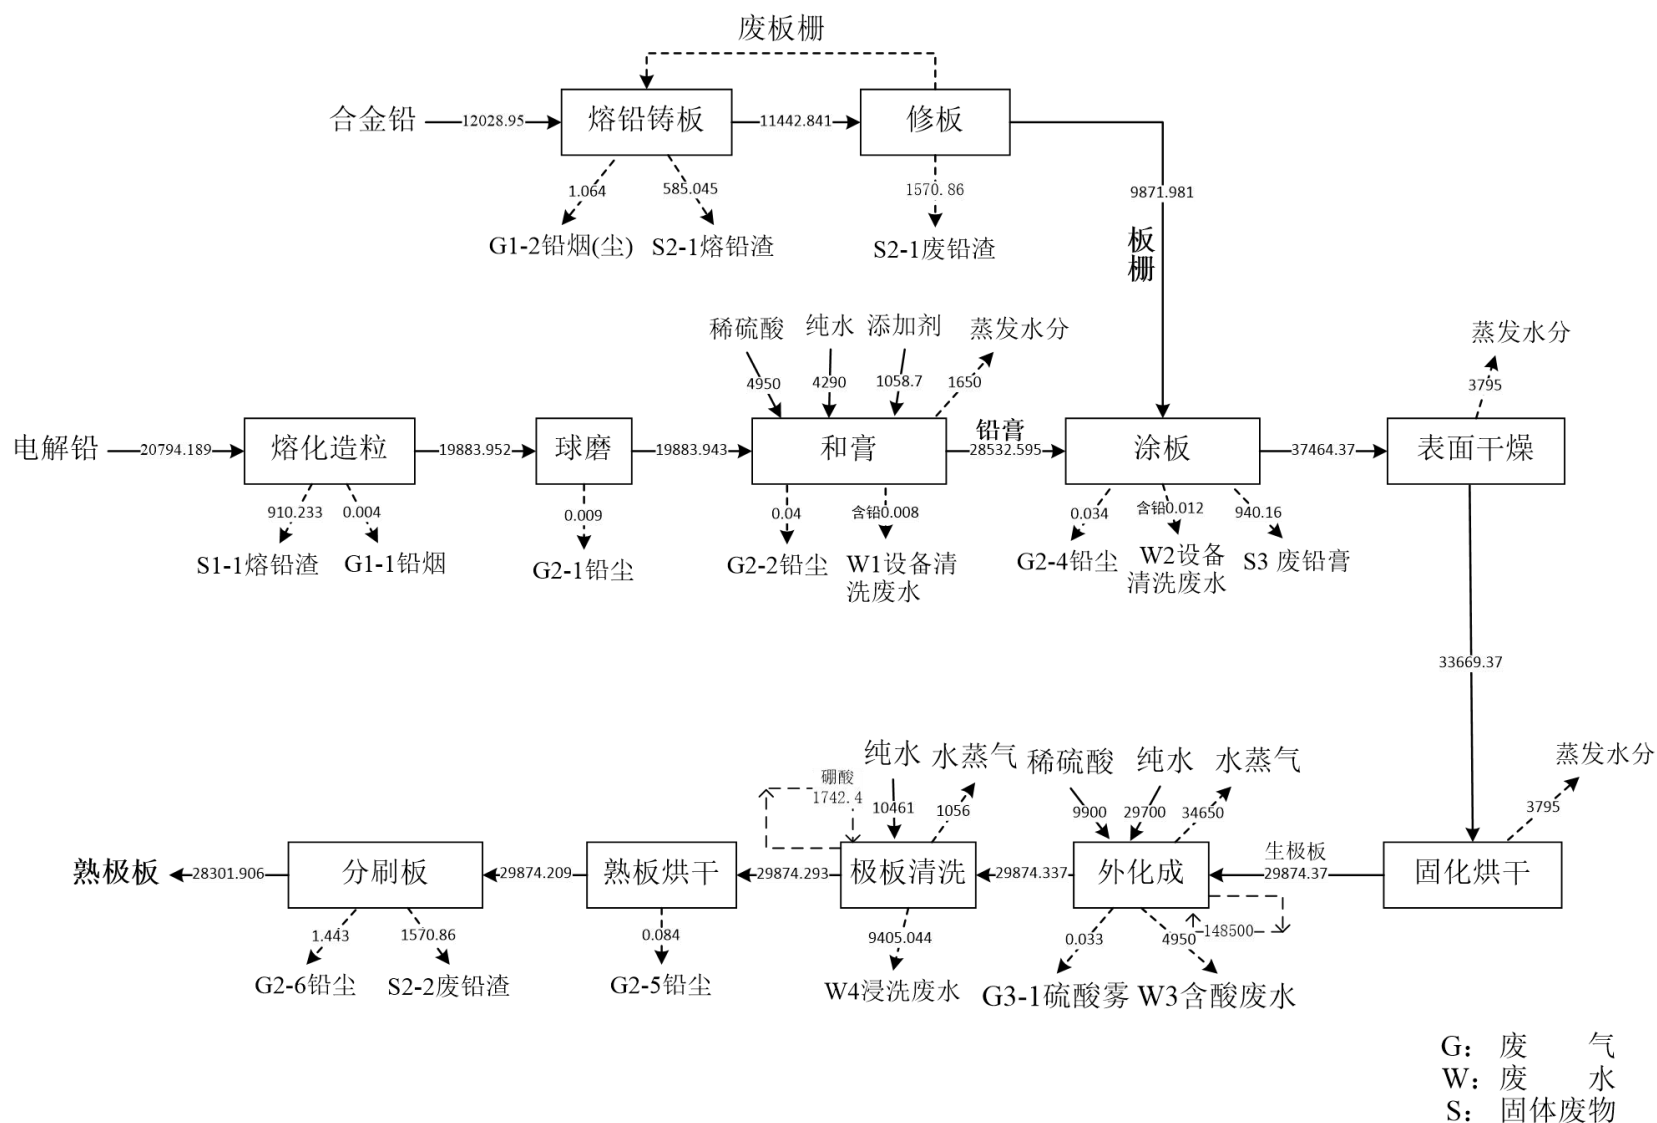 废板栅
合金铅
12028.95
熔铅铸板
11442.841
修板
1.064
585.045
1570.86
9871.981
G1-2铅烟(尘)
S2-1熔铅渣
S2-1废铅渣
板栅
稀硫酸
纯水
添加剂
蒸发水分
蒸发水分
4950
4290
1058.7
1650
3795
电解铅
20794.189
熔化造粒
19883.952
球磨
19883.943
和膏
铅膏
28532.595
涂板
37464.37
表面干燥
910.233
0.004
0.009
0.04
含铅0.008
0.034
含铅0.012
940.16
S1-1熔铅渣
G1-1铅烟
G2-1铅尘
G2-2铅尘
W1设备清
洗废水
G2-4铅尘
W2设备
清洗废水
S3 废铅膏
33669.37
纯水
水蒸气
稀硫酸
纯水
水蒸气
蒸发水分
硼酸
1742.4
10461
1056
9900
29700
34650
3795
熟极板
28301.906
分刷板
29874.209
熟板烘干
29874.293
极板清洗
29874.337
外化成
生极板
29874.37
固化烘干
1.443
1570.86
0.084
9405.044
0.033
4950
148500
G2-6铅尘
S2-2废铅渣
G2-5铅尘
W4浸洗废水
G3-1硫酸雾
W3含酸废水
G： 废 气
W： 废 水
S： 固体废物